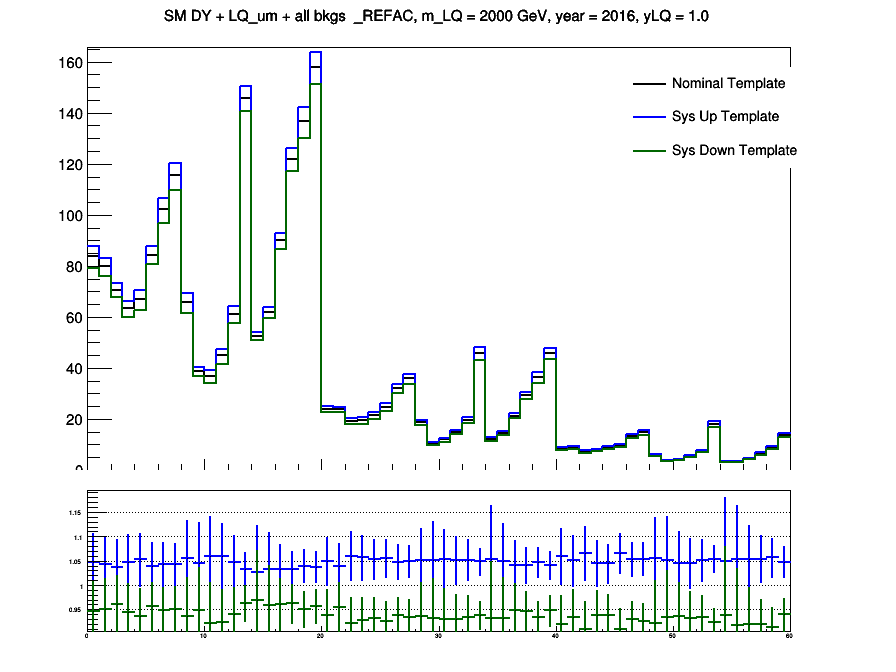 SM DY + LQ_um + all bkgs _REFAC, m_LQ = 2000 GeV, year = 2016, yLQ = 1.0
160
Nominal Template
140
Sys Up Template
120
Sys Down Template
100
80
60
40
20
0
1.15
1.1
1.05
1
0.95
0 10 20 30 40 50 60